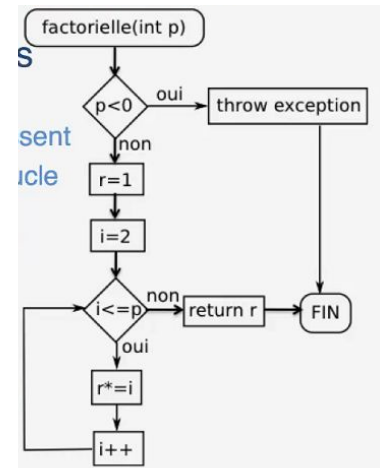 factorielle(int p)
s
p<0
oui
throw exception
sent
non
ucle
r=1
i=2
i<=p
non
return r
FIN
oui
r*=i
i++